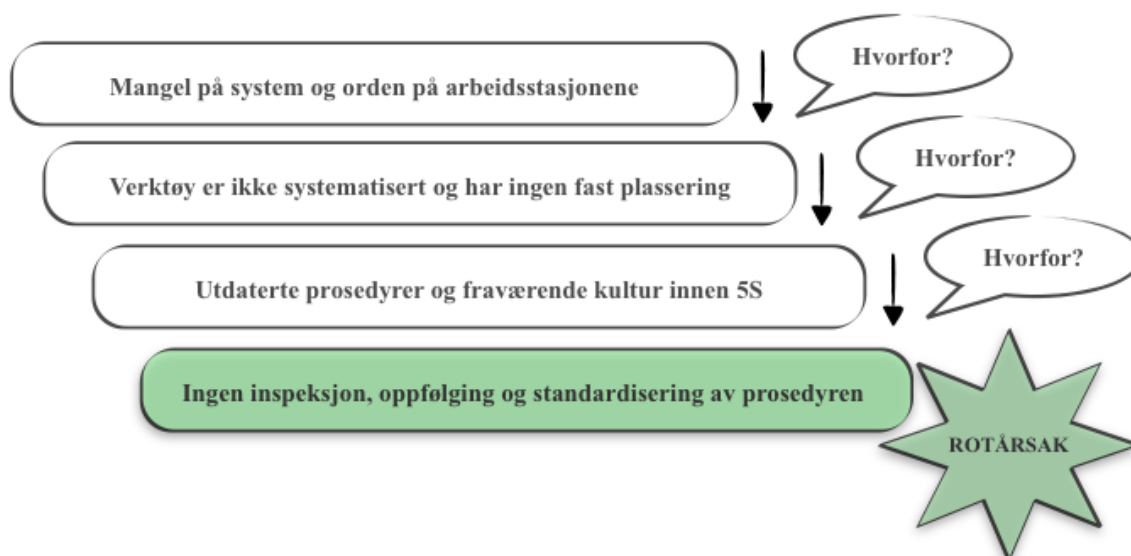 Hvorfor?
Mangel på system og orden på arbeidsstasjonene
Hvorfor?
Verktøy er ikke systematisert og har ingen fast plassering
Hvorfor?
Utdaterte prosedyrer og fraværende kultur innen 5S
Ingen inspeksjon, oppfølging og standardisering av prosedyren
ROTÅRSAK